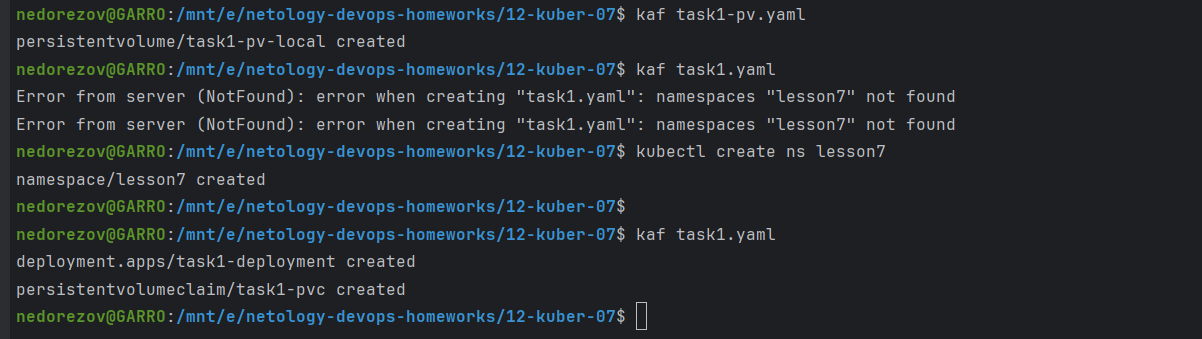 nedorezov@GARRO:/mnt/e/netology-devops-homeworks/12-kuber-07$ kaf task1-pv.yaml
persistentvolume/task1-pv-local created
nedorezov@GARRO:/mnt/e/netology-devops-homeworks/12-kuber-07$ kaf task1.yaml
Error from server (NotFound): error when creating "task1.yaml": namespaces "lesson7" not found
Error from server (NotFound): error when creating "task1.yaml": namespaces "lesson7" not found
nedorezov@GARRO:/mnt/e/netology-devops-homeworks/12-kuber-07$ kubectl create ns lesson7
namespace/lesson7 created
nedorezov@GARRO:/mnt/e/netology-devops-homeworks/12-kuber-07$
nedorezov@GARRO:/mnt/e/netology-devops-homeworks/12-kuber-07$ kaf task1.yaml
deployment.apps/task1-deployment created
persistentvolumeclaim/task1-pvc created
nedorezov@GARRO:/mnt/e/netology-devops-homeworks/12-kuber-07$